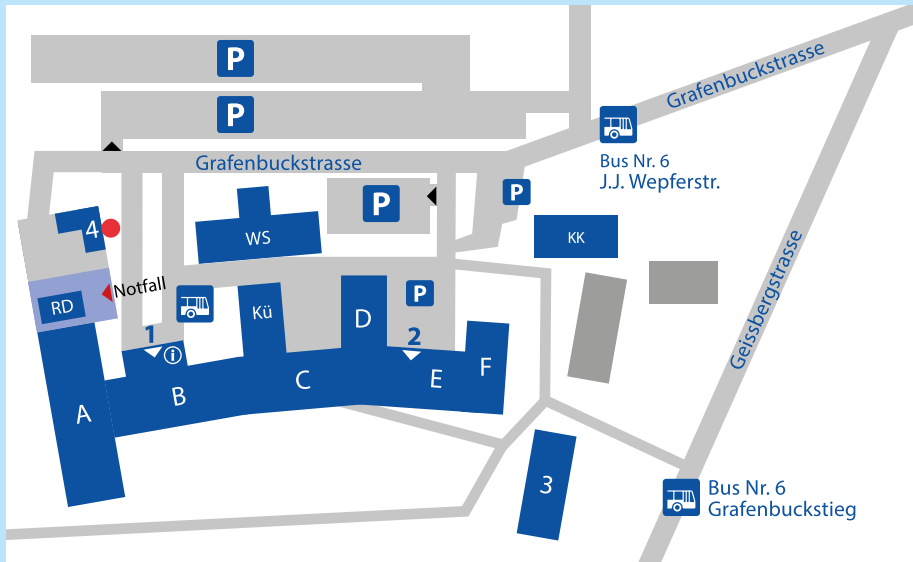 P
P
Grafenbuckstrasse
Bus Nr. 6
J.J. Wepferstr.
Grafenbuckstrasse
P
P
4
WS
KK
Notfall
RD
P
Kü
D
1
i
2
F
A
B
C
E
Geissbergstrasse
3
Bus Nr. 6
Grafenbuckstieg